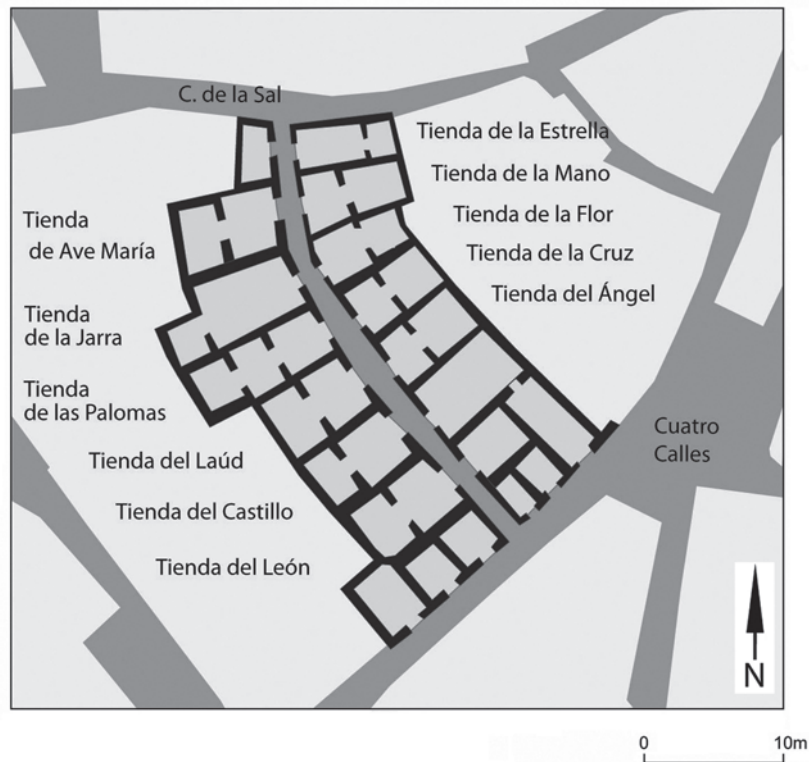 C. de la Sal
Tienda de la Estrella
Tienda de la Mano
Tienda de la Flor
Tienda de la Cruz
Tienda del Ángel
Tienda
de Ave María
Tienda
de la Jarra
Tienda
de las Palomas
Tienda del Laúd
Tienda del Castillo
Tienda del León
Cuatro
Calles
N
0 10m